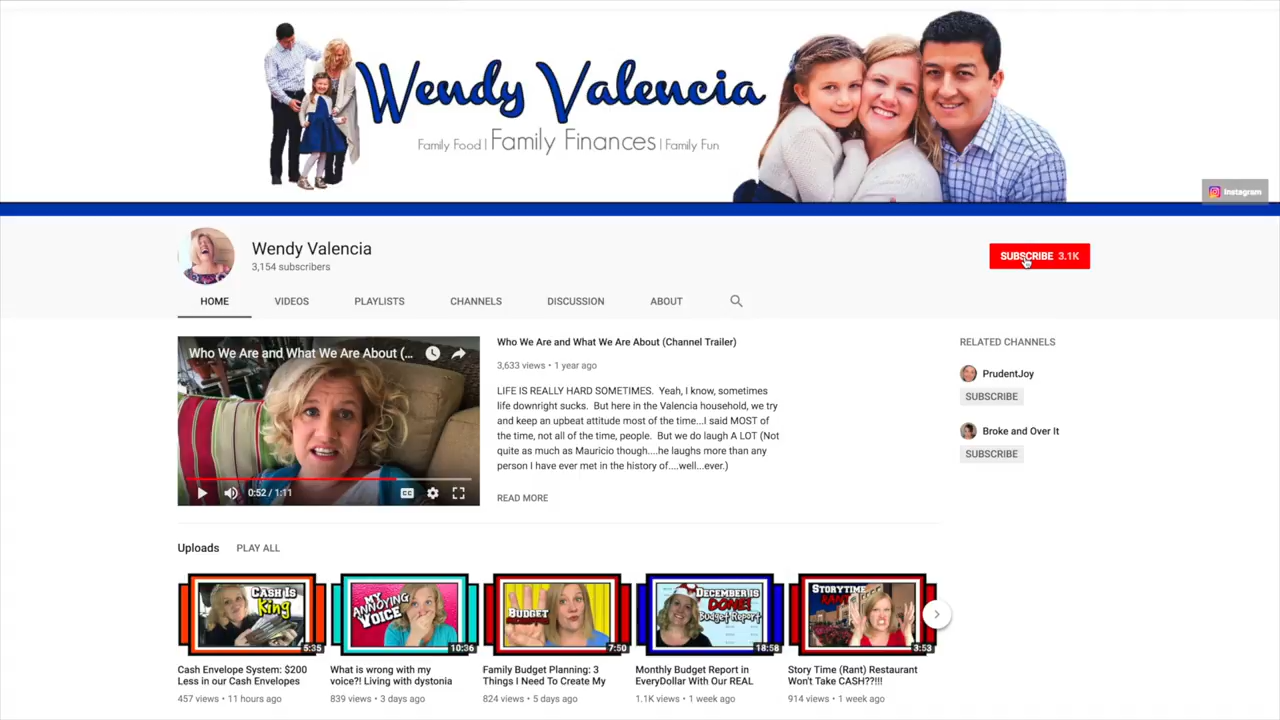 Wendy Valencia
Family Food | Family Finances | Family Fun
Instagram
Wendy Valencia
3,154 subscribers
SUBSCRIBE 3.1K
HOME VIDEOS PLAYLISTS CHANNELS DISCUSSION ABOUT
Who We Are and What We Are About (...
0:52 / 1:11
CC
Who We Are and What We Are About (Channel Trailer)
3,633 views • 1 year ago
LIFE IS REALLY HARD SOMETIMES. Yeah, I know, sometimes
life downright sucks. But here in the Valencia household, we try
and keep an upbeat attitude most of the time...I said MOST of
the time, not all of the time, people. But we do laugh A LOT (Not
quite as much as Mauricio though....he laughs more than any
person I have ever met in the history of....well...ever.)
READ MORE
RELATED CHANNELS
PrudentJoy
SUBSCRIBE
Broke and Over It
SUBSCRIBE
Uploads PLAY ALL
CASH IS
King
5:35
Cash Envelope System: $200
Less in our Cash Envelopes
457 views • 11 hours ago
MY
ANNOYING
VOICE
10:36
What is wrong with my
voice?! Living with dystonia
839 views • 3 days ago
BUDGET
7:50
Family Budget Planning: 3
Things I Need To Create My
824 views • 5 days ago
DECEMBER IS
DONE!
Budget Report
18:58
Monthly Budget Report in
EveryDollar With Our REAL
1.1K views • 1 week ago
STORYTIME
RANT
3:53
Story Time (Rant) Restaurant
Won't Take CASH??!!!
914 views • 1 week ago